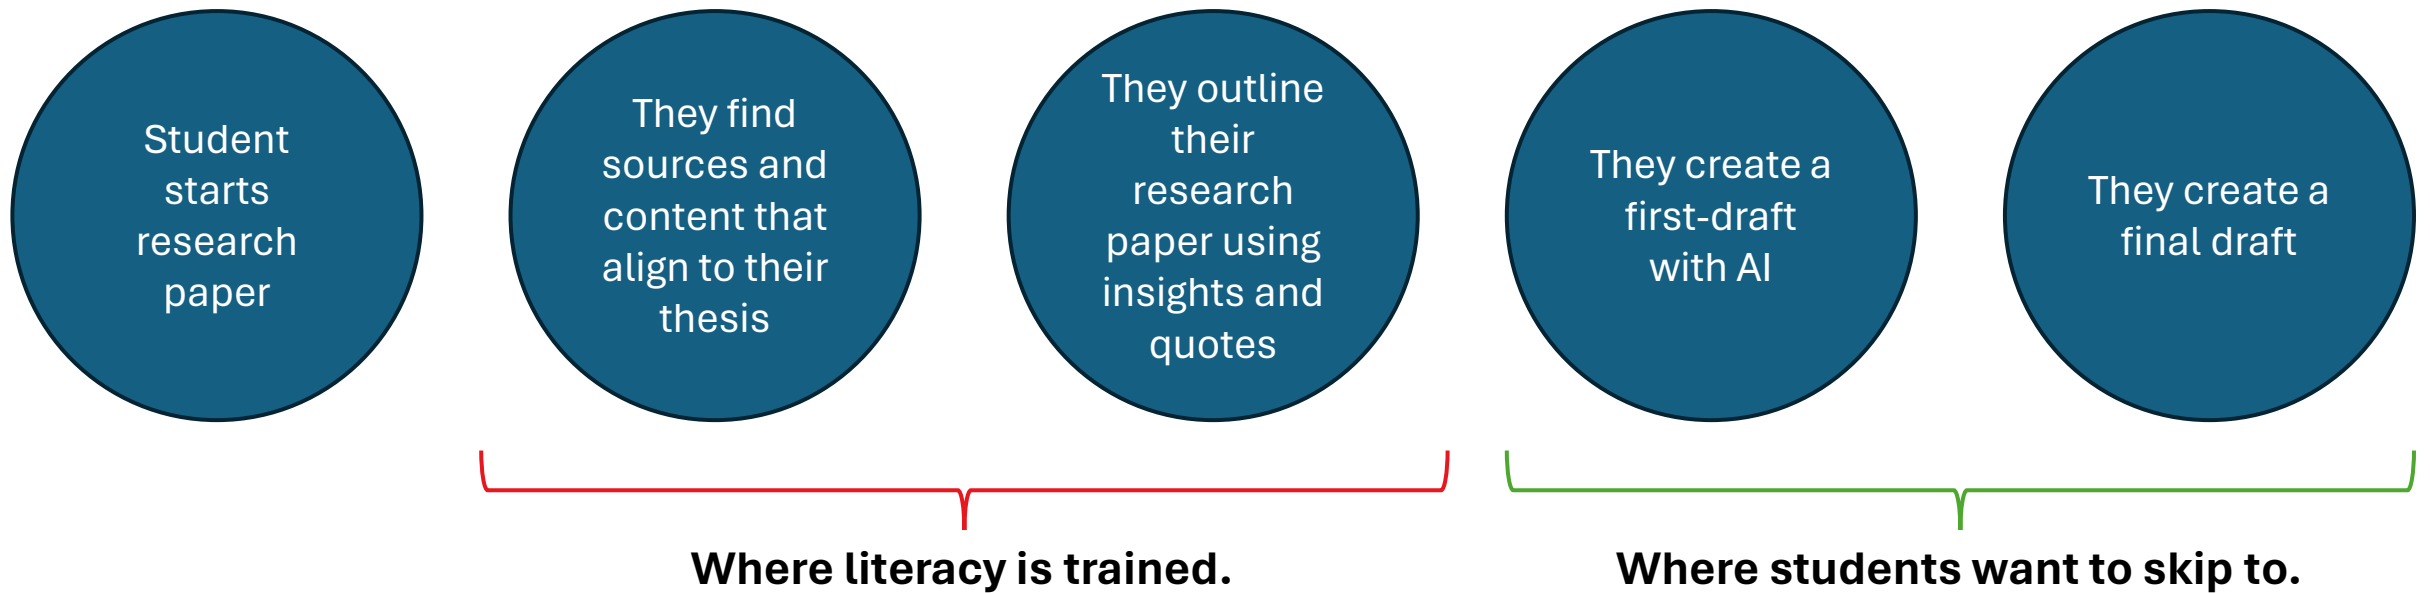 Student
starts
research
paper
They find
sources and
content that
align to their
thesis
They outline
their
research
paper using
insights and
quotes
They create a
first-draft
with AI
They create a
final draft
Where literacy is trained.
Where students want to skip to.